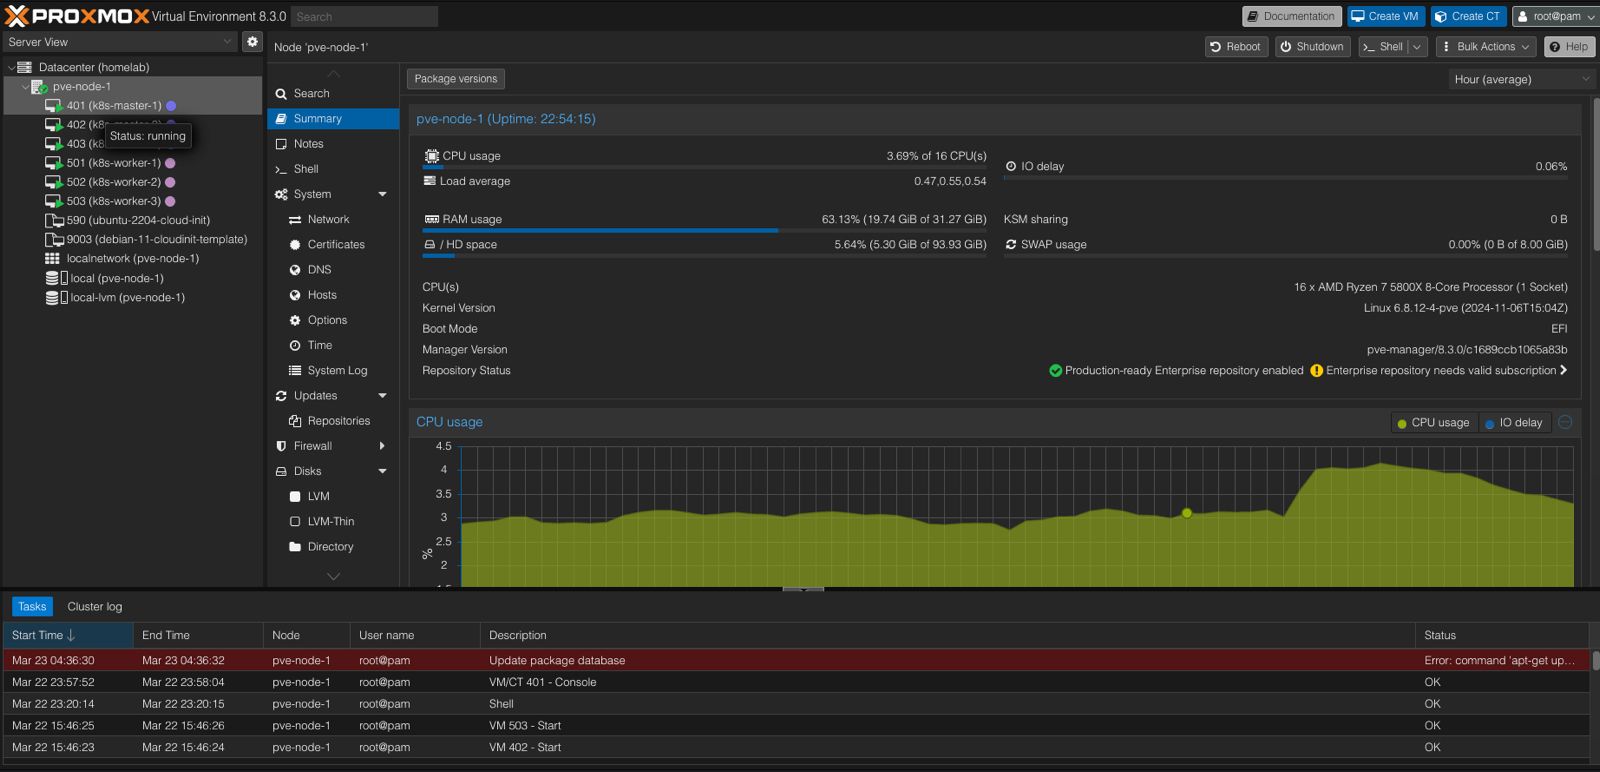 PROXMOX Virtual Environment 8.3.0 Search Documentation Create VM Create CT root@pam
Server View
Node 'pve-node-1' Reboot Shutdown Shell Bulk Actions Help
Datacenter (homelab)
pve-node-1
401 (k8s-master-1)
402
403
Status: running
501 (k8s-worker-1)
502 (k8s-worker-2)
503 (k8s-worker-3)
590 (ubuntu-2204-cloud-init)
9003 (debian-11-cloudinit-template)
localnetwork (pve-node-1)
local (pve-node-1)
local-lvm (pve-node-1)
Search
Summary
Notes
Shell
System
Network
Certificates
DNS
Hosts
Options
Time
System Log
Updates
Repositories
Firewall
Disks
LVM
LVM-Thin
Directory
Package versions Hour (average)
pve-node-1 (Uptime: 22:54:15)
CPU usage 3.69% of 16 CPU(s)
IO delay 0.06%
Load average 0.47,0.55,0.54
RAM usage 63.13% (19.74 GiB of 31.27 GiB)
KSM sharing 0 B
/ HD space 5.64% (5.30 GiB of 93.93 GiB)
SWAP usage 0.00% (0 B of 8.00 GiB)
CPU(s) 16 x AMD Ryzen 7 5800X 8-Core Processor (1 Socket)
Kernel Version Linux 6.8.12-4-pve (2024-11-06T15:04Z)
Boot Mode EFI
Manager Version pve-manager/8.3.0/c1689ccb1065a83b
Repository Status Production-ready Enterprise repository enabled Enterprise repository needs valid subscription
CPU usage CPU usage IO delay
4.5
4
3.5
3
2.5
2
%
Tasks Cluster log
Start Time End Time Node User name Description Status
Mar 23 04:36:30 Mar 23 04:36:32 pve-node-1 root@pam Update package database Error: command 'apt-get up...
Mar 22 23:57:52 Mar 22 23:58:04 pve-node-1 root@pam VM/CT 401 - Console OK
Mar 22 23:20:14 Mar 22 23:20:15 pve-node-1 root@pam Shell OK
Mar 22 15:46:25 Mar 22 15:46:26 pve-node-1 root@pam VM 503 - Start OK
Mar 22 15:46:23 Mar 22 15:46:24 pve-node-1 root@pam VM 402 - Start OK